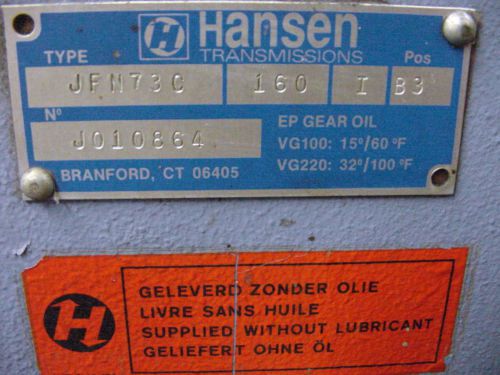 H Hansen
TRANSMISSIONS
TYPE Pos
JFN73C 160 I B3
Nº
J010864
EP GEAR OIL
VG100: 15°/60 °F
VG220: 32°/100 °F
BRANFORD, CT 06405
H
GELEVERD ZONDER OLIE
LIVRE SANS HUILE
SUPPLIED WITHOUT LUBRICANT
GELIEFERT OHNE ÖL